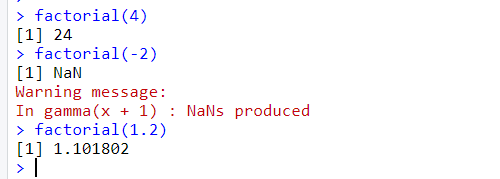 > factorial(4)
[1] 24
> factorial(-2)
[1] NaN
Warning message:
In gamma(x + 1) : NaNs produced
> factorial(1.2)
[1] 1.101802
>